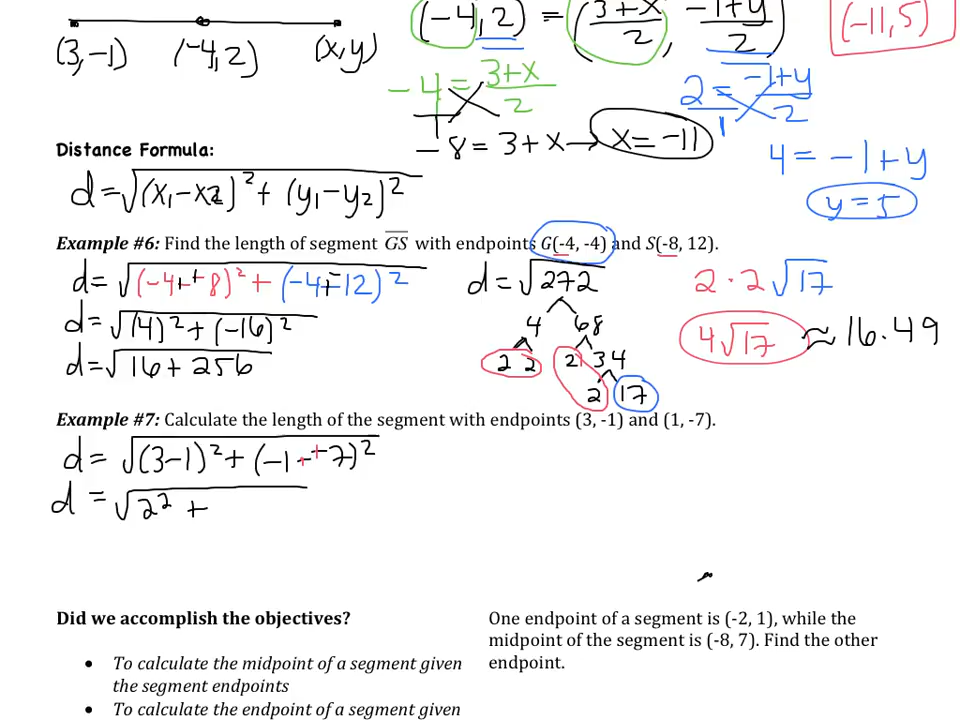 (-4, 2) = (3+x/2, -1+y/2) (-11, 5)
(3, -1) (-4, 2) (x, y)
-4 = 3+x/2
2/1 = -1+y/2
-8 = 3 + x → x = -11
4 = -1 + y
y = 5
Distance Formula:
d = √(x₁ - x₂)² + (y₁ - y₂)²
Example #6: Find the length of segment GS with endpoints G(-4, -4) and S(-8, 12).
d = √(-4 + + 8)² + (-4 + - 12)²
d = √(4)² + (-16)²
d = √16 + 256
d = √272
4 68
2 2 2 34
2 17
2 · 2 √17
4√17 ≈ 16.49
Example #7: Calculate the length of the segment with endpoints (3, -1) and (1, -7).
d = √(3 - 1)² + (-1 + + 7)²
d = √2² +
Did we accomplish the objectives?
• To calculate the midpoint of a segment given
the segment endpoints
• To calculate the endpoint of a segment given
One endpoint of a segment is (-2, 1), while the
midpoint of the segment is (-8, 7). Find the other
endpoint.